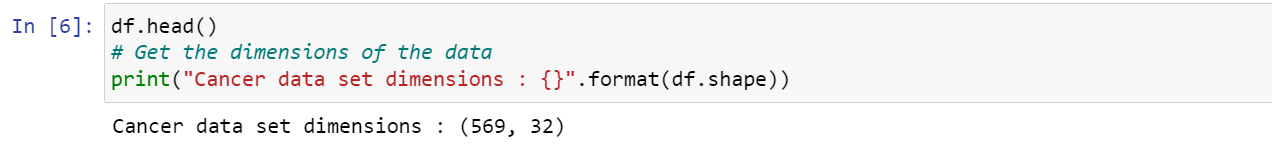 In [6]: df.head()
# Get the dimensions of the data
print("Cancer data set dimensions : {}".format(df.shape))
Cancer data set dimensions : (569, 32)